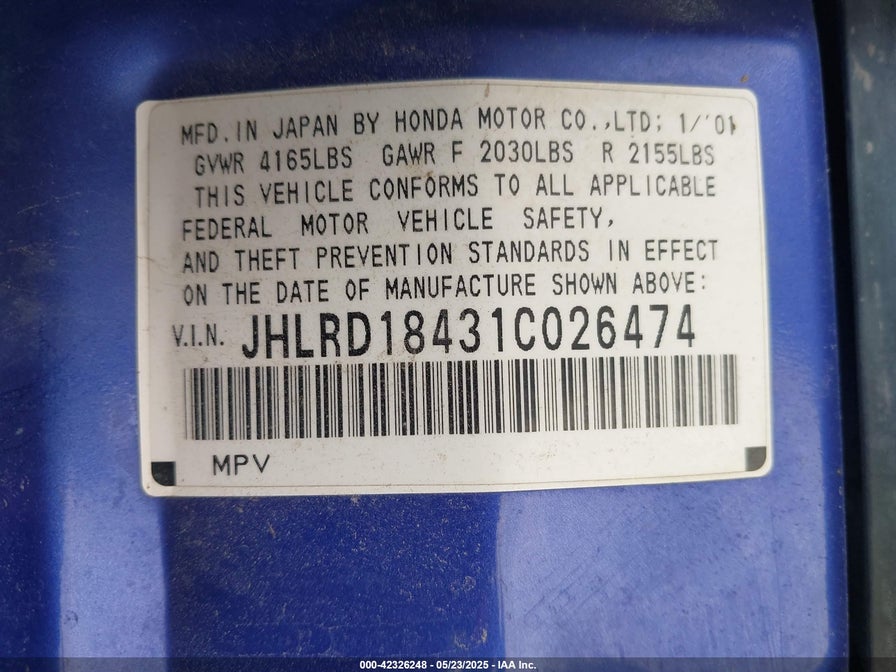 MFD. IN JAPAN BY HONDA MOTOR CO.,LTD; 1/'01
GVWR 4165LBS GAWR F 2030LBS R 2155LBS
THIS VEHICLE CONFORMS TO ALL APPLICABLE
FEDERAL MOTOR VEHICLE SAFETY,
AND THEFT PREVENTION STANDARDS IN EFFECT
ON THE DATE OF MANUFACTURE SHOWN ABOVE:
V.I.N. JHLRD18431C026474
MPV
000-42326248 - 05/23/2025 - IAA Inc.